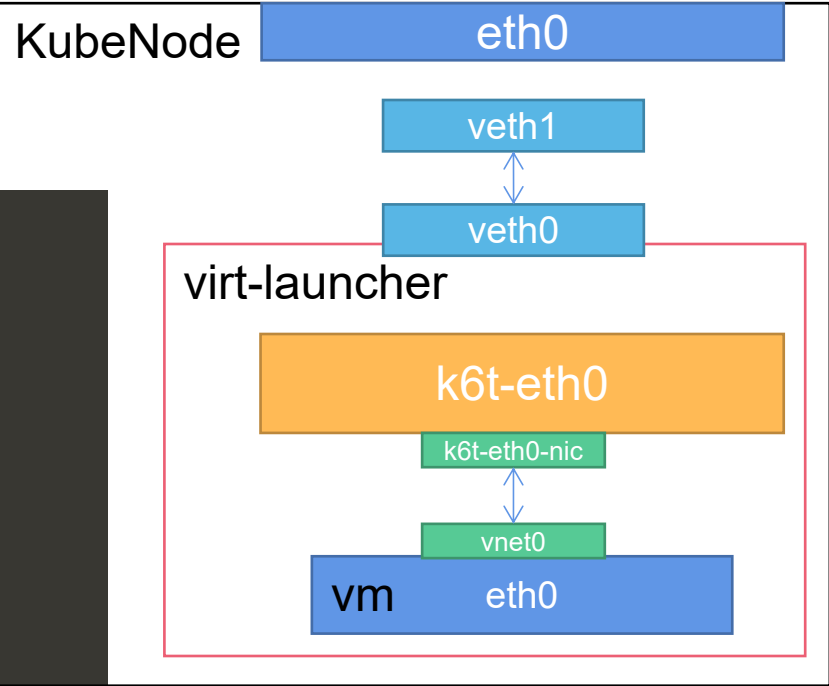 KubeNode
eth0
veth1
veth0
virt-launcher
k6t-eth0
k6t-eth0-nic
vnet0
vm
eth0